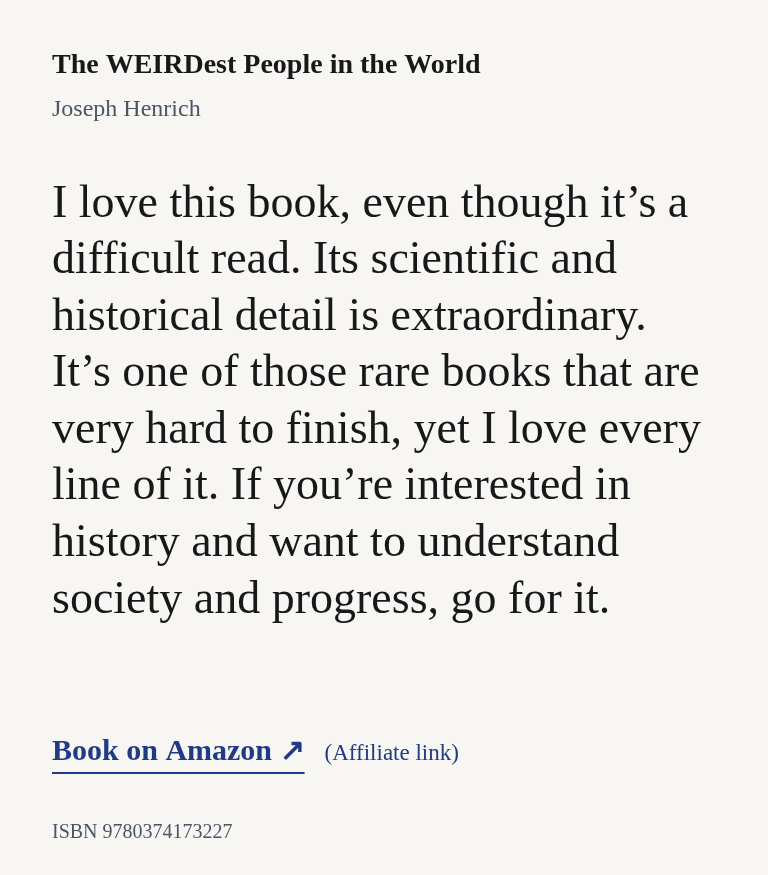 The WEIRDest People in the World
Joseph Henrich
I love this book, even though it’s a
difficult read. Its scientific and
historical detail is extraordinary.
It’s one of those rare books that are
very hard to finish, yet I love every
line of it. If you’re interested in
history and want to understand
society and progress, go for it.
Book on Amazon ↗ (Affiliate link)
ISBN 9780374173227